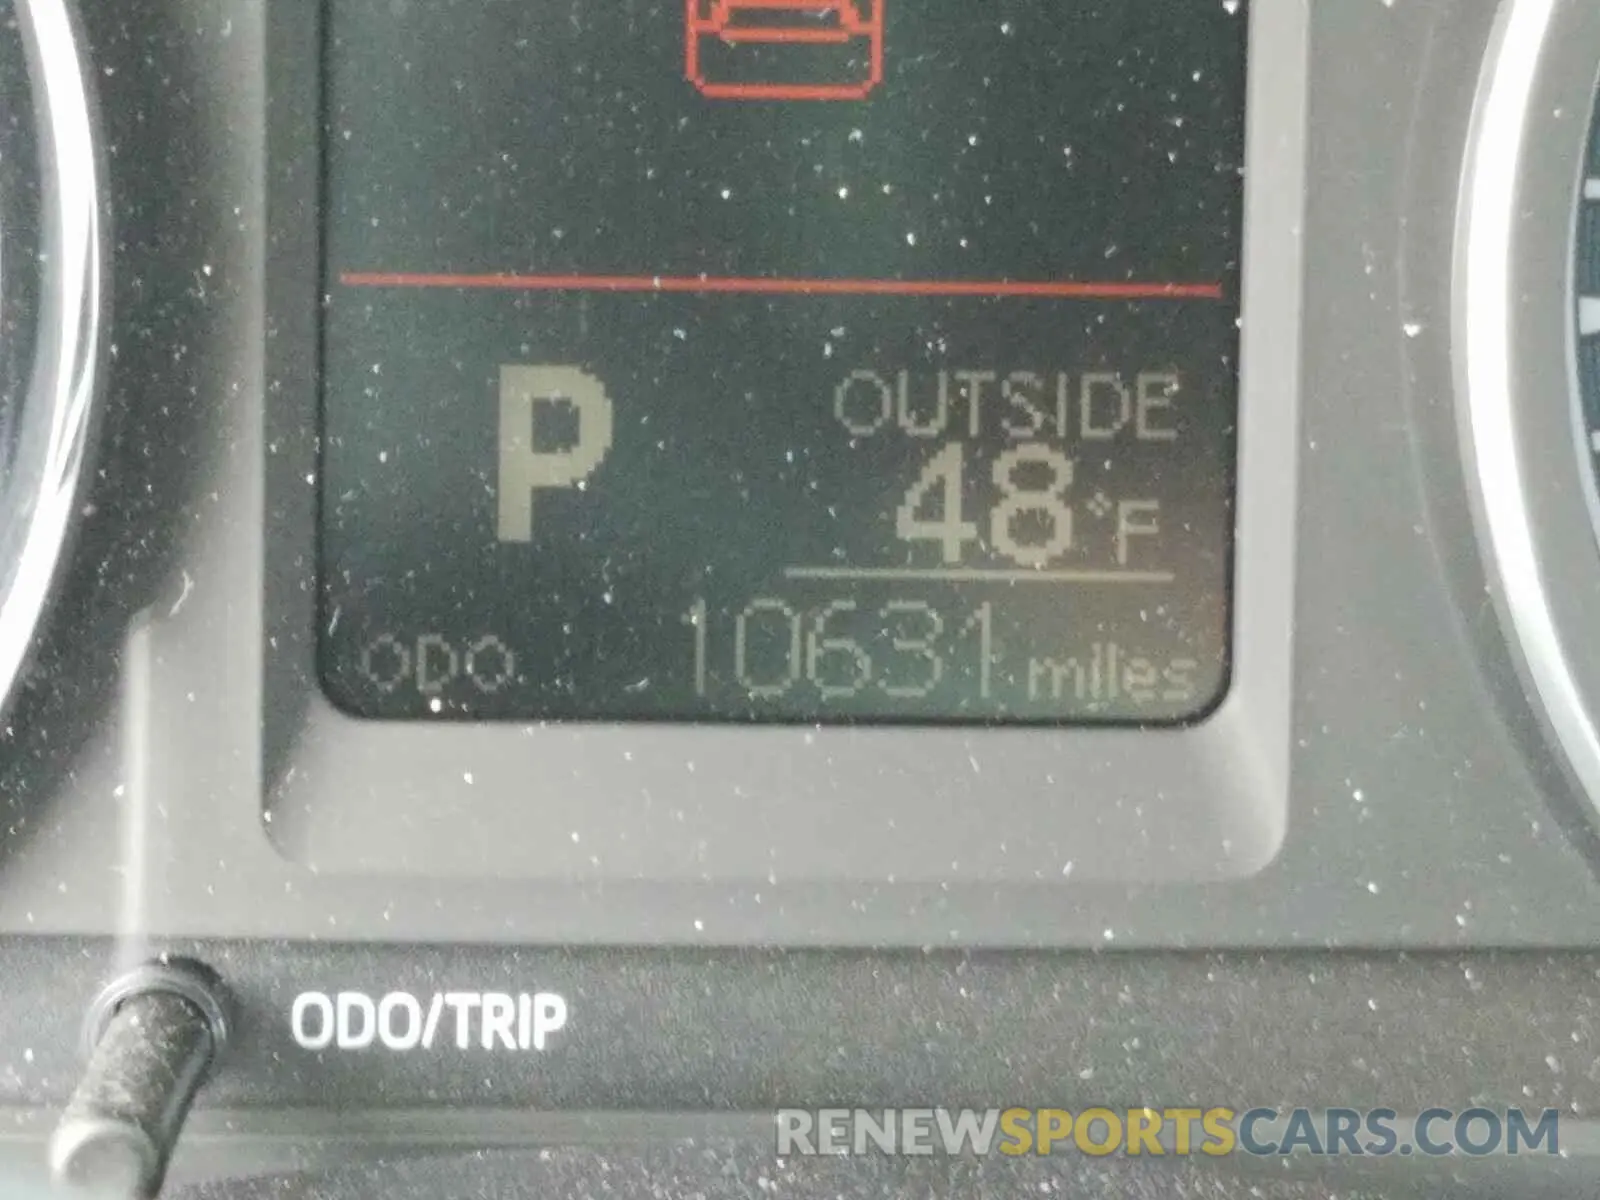 P
OUTSIDE
48°F
ODO 10631 miles
ODO/TRIP
RENEWSPORTSCARS.COM